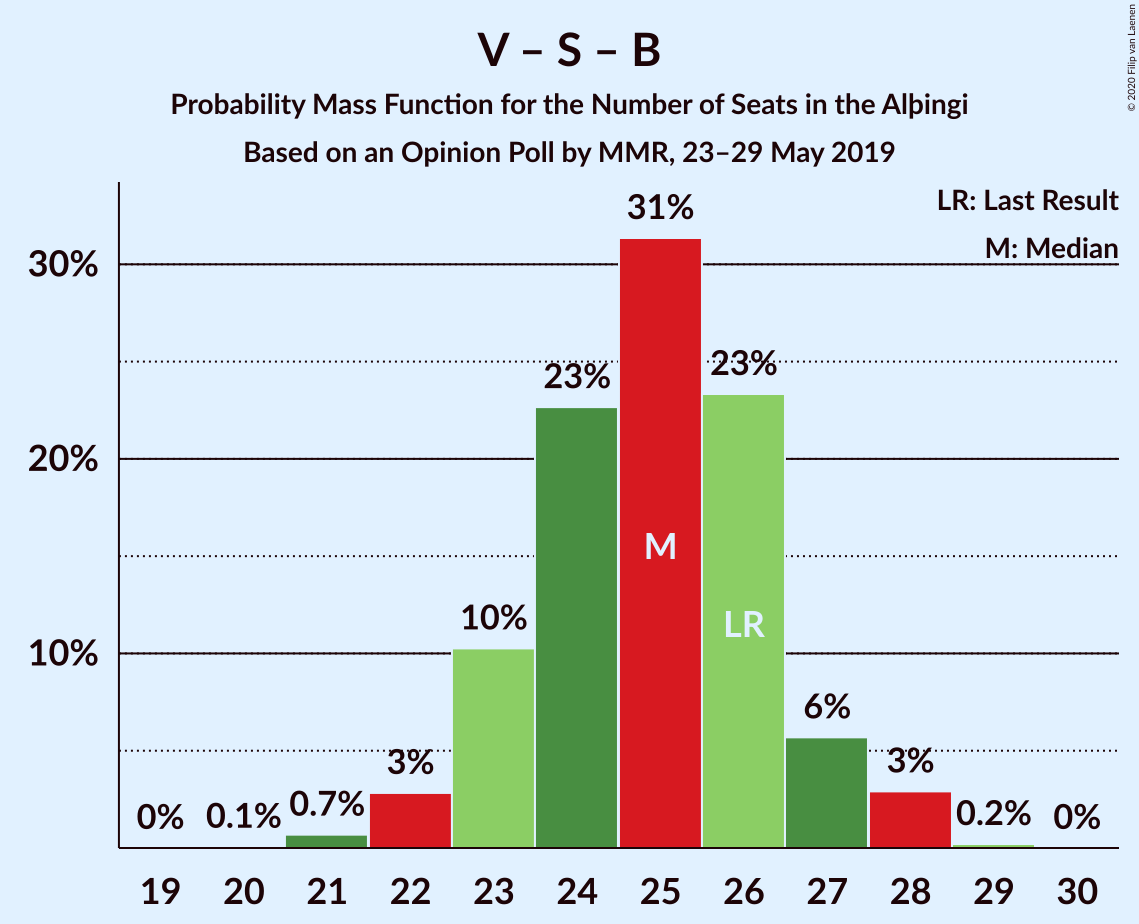 V – S – B
Probability Mass Function for the Number of Seats in the Alþingi
Based on an Opinion Poll by MMR, 23–29 May 2019
© 2020 Filip van Laenen
LR: Last Result
M: Median
30%
20%
10%
0%
0.1%
0.7%
3%
10%
23%
31%
23%
6%
3%
0.2%
0%
M
LR
19 20 21 22 23 24 25 26 27 28 29 30